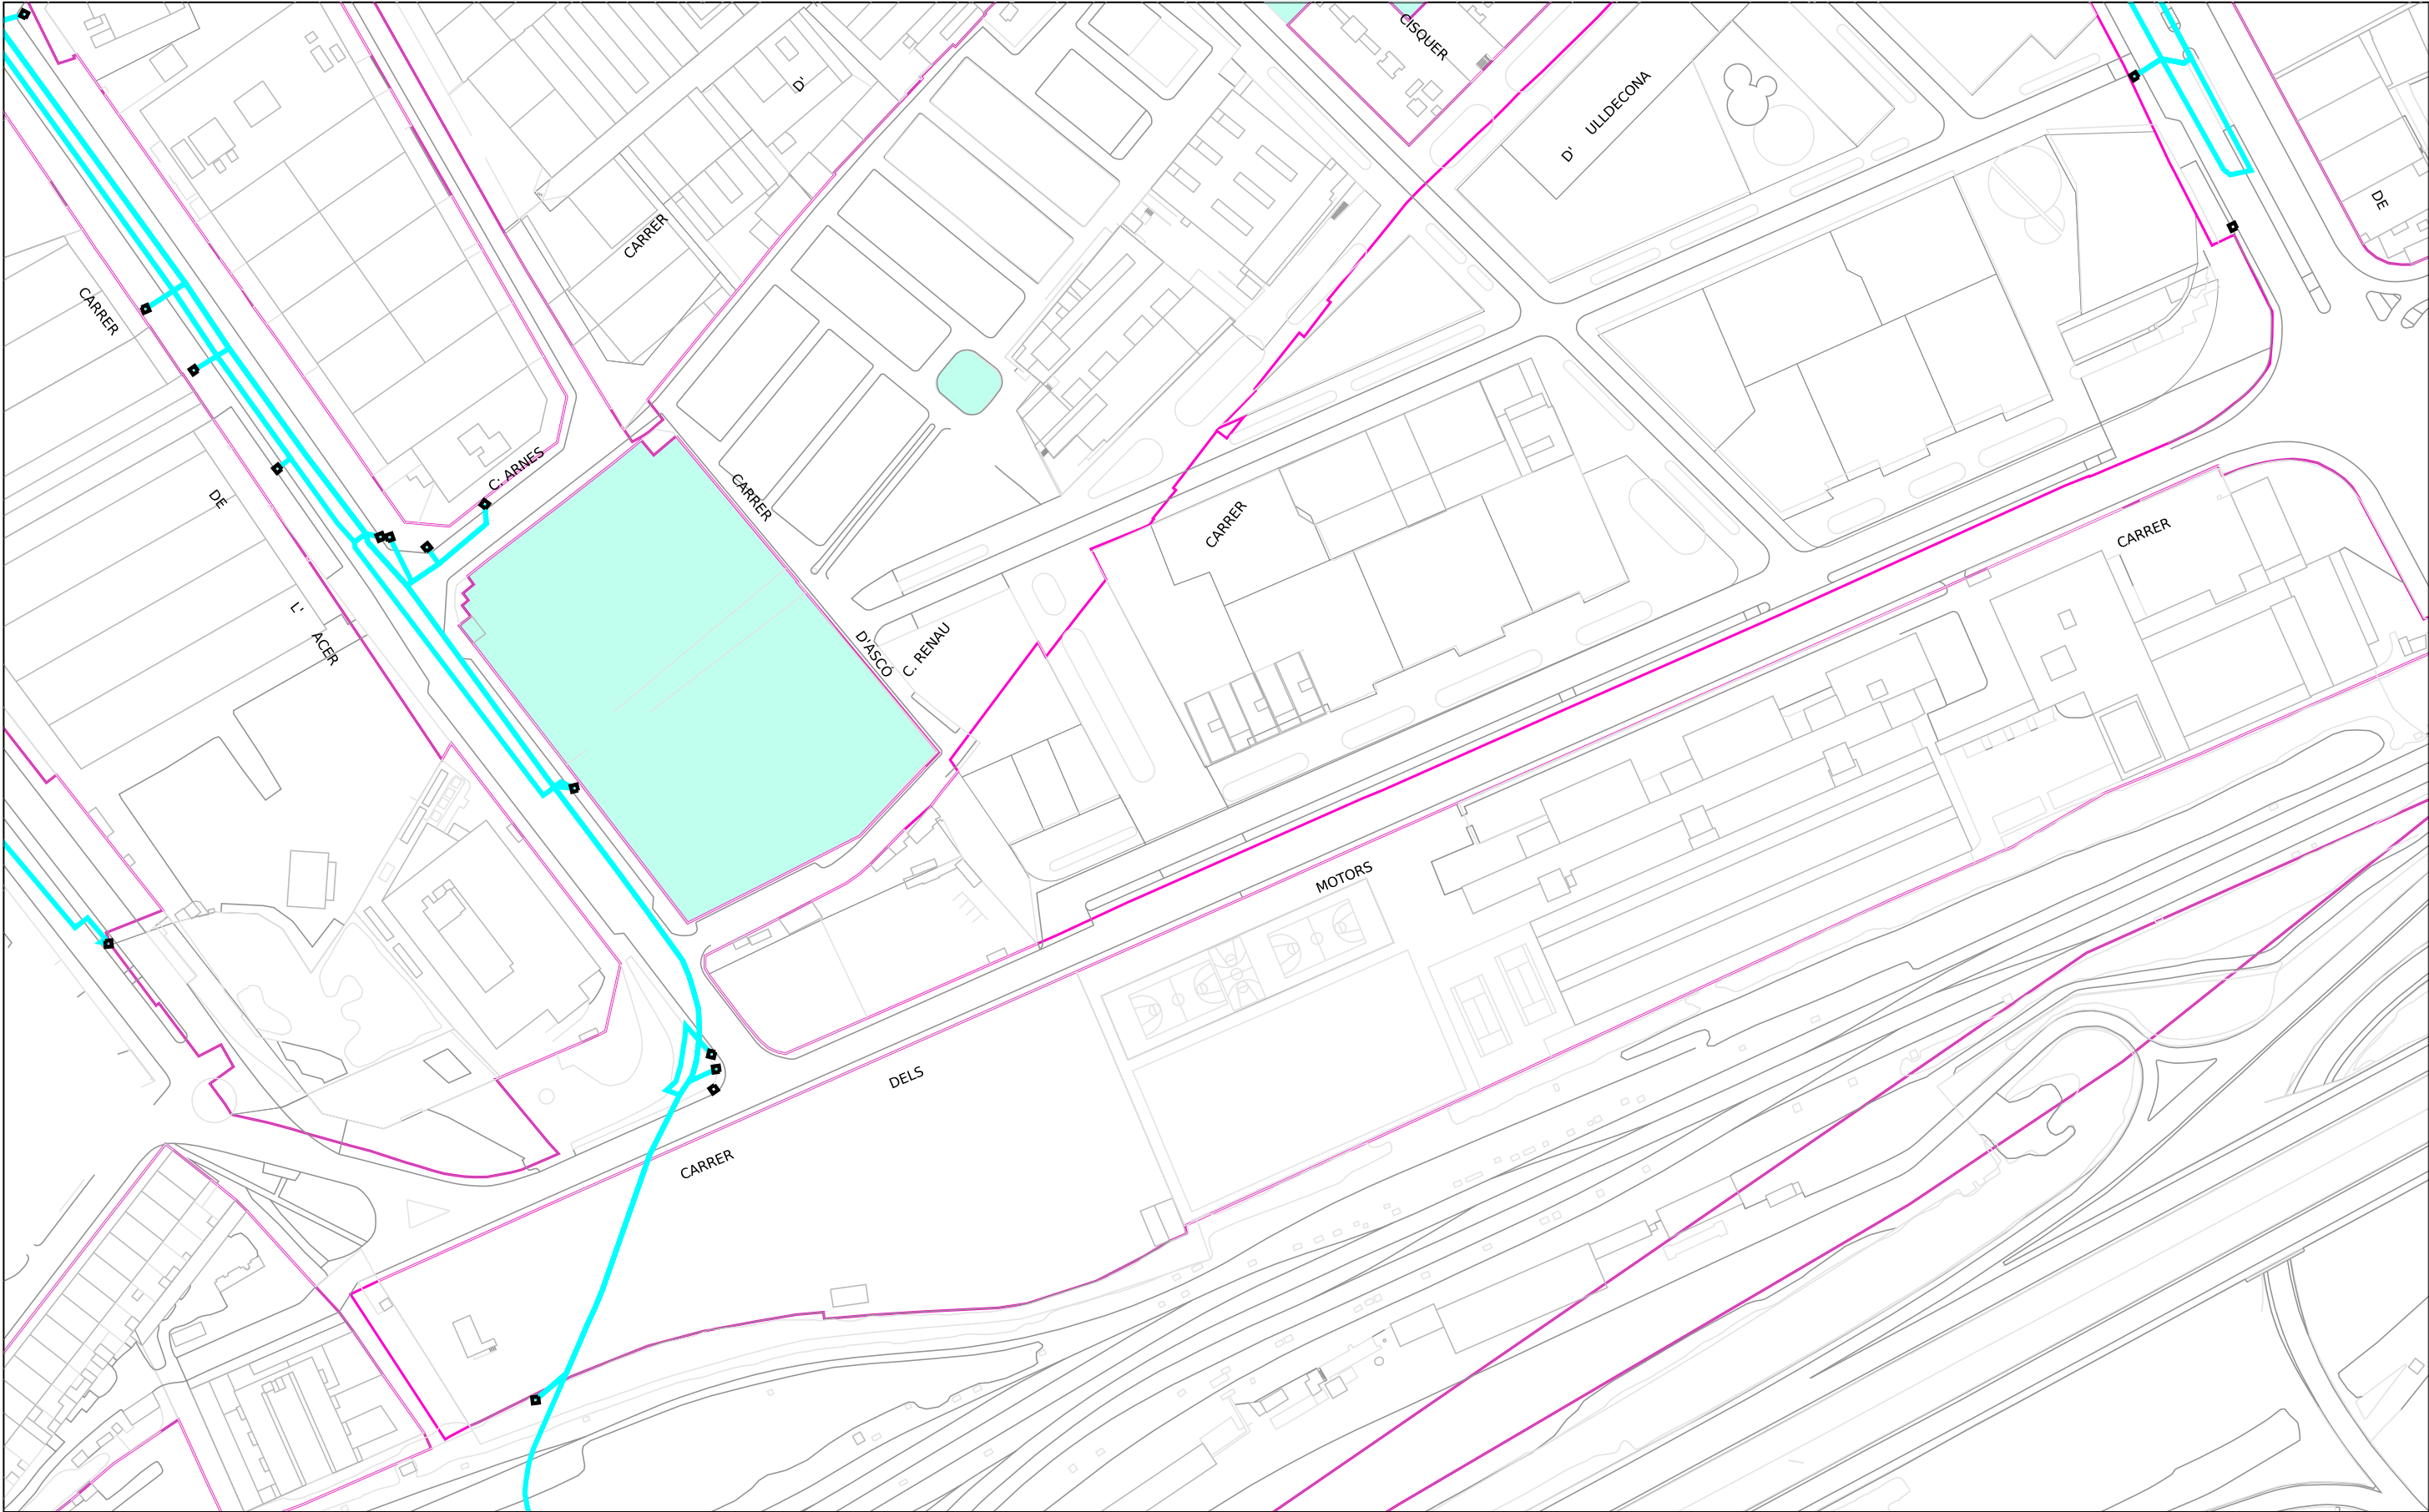 CISQUER
D'
ULLDECONA
D'
CARRER
DE
CARRER
C: ARNES
CARRER
DE
CARRER
CARRER
L'
ACER
D'ASCÓ
C. RENAU
MOTORS
DELS
CARRER